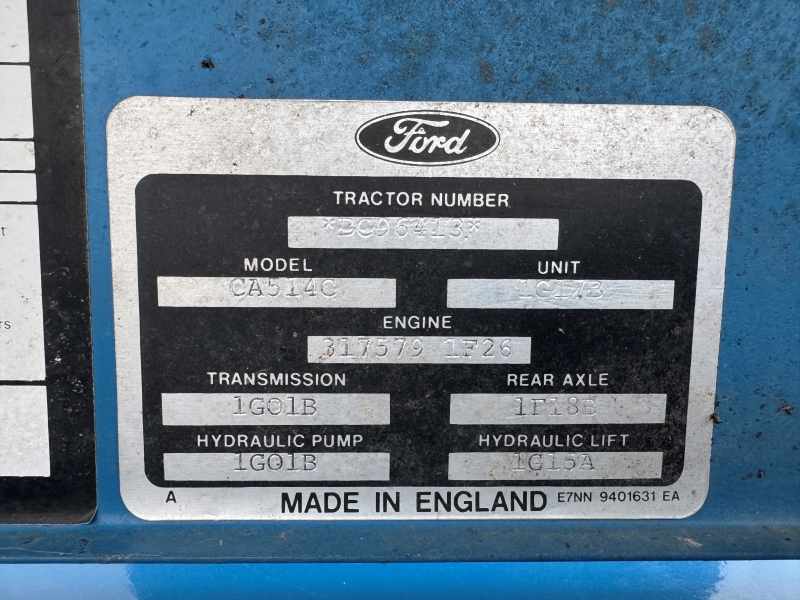 Ford
TRACTOR NUMBER
*BC96413*
MODEL UNIT
CA514C 1G17B
ENGINE
317579 1F26
TRANSMISSION REAR AXLE
1G01B 1F18B
HYDRAULIC PUMP HYDRAULIC LIFT
1G01B 1G15A
A MADE IN ENGLAND E7NN 9401631 EA